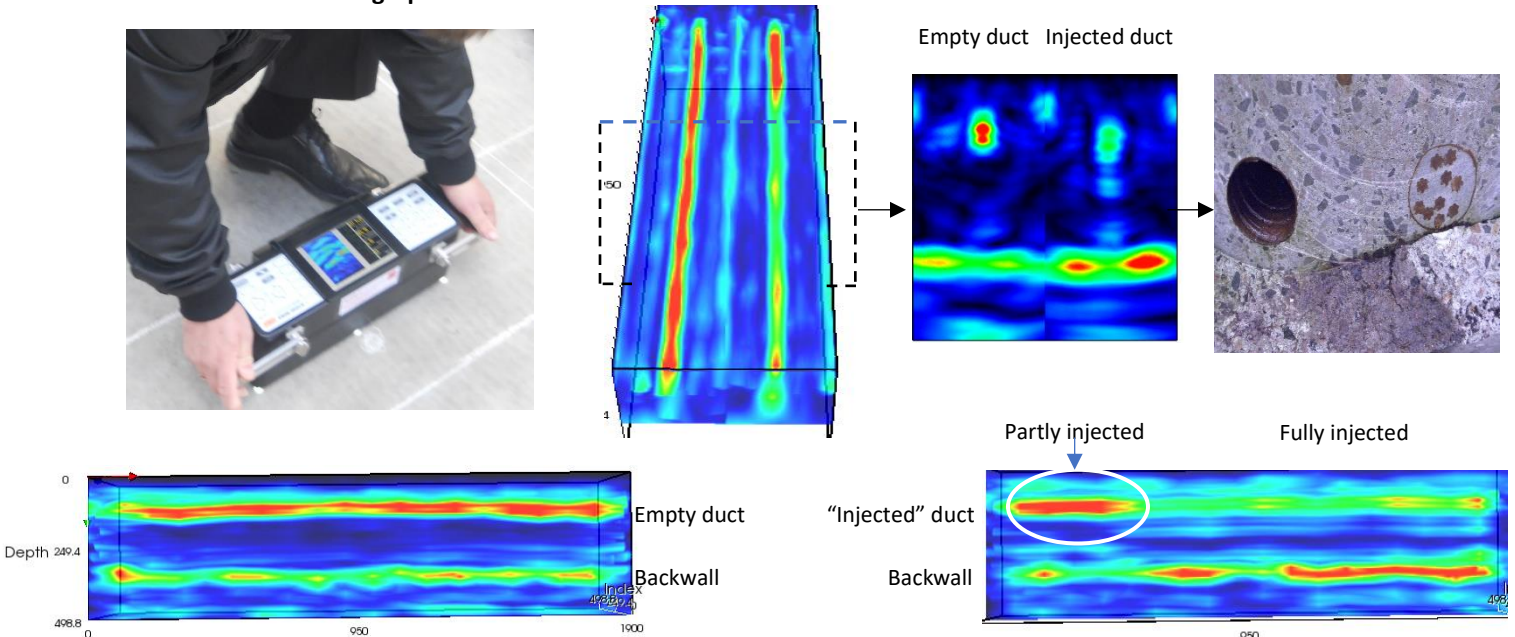 Empty duct Injected duct
50
1
Partly injected Fully injected
0
Empty duct
"Injected" duct
Depth 249.4
Backwall
Backwall
Index
498.8
0
950
1900
950